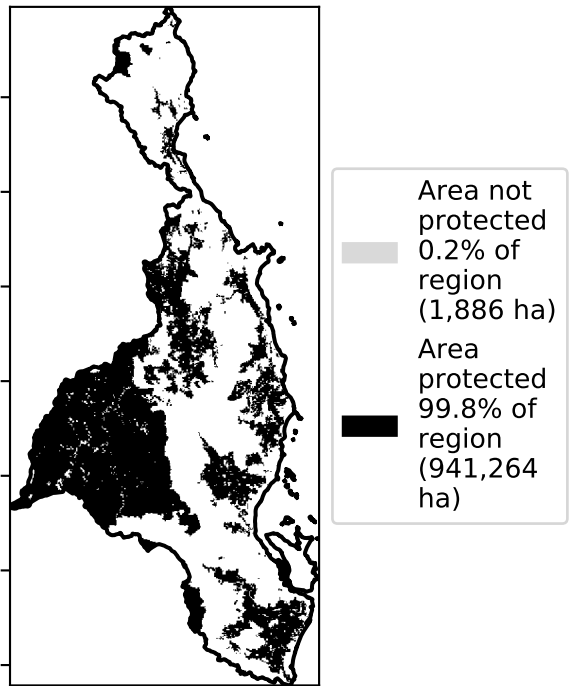 Area not
protected
0.2% of
region
(1,886 ha)
Area
protected
99.8% of
region
(941,264
ha)